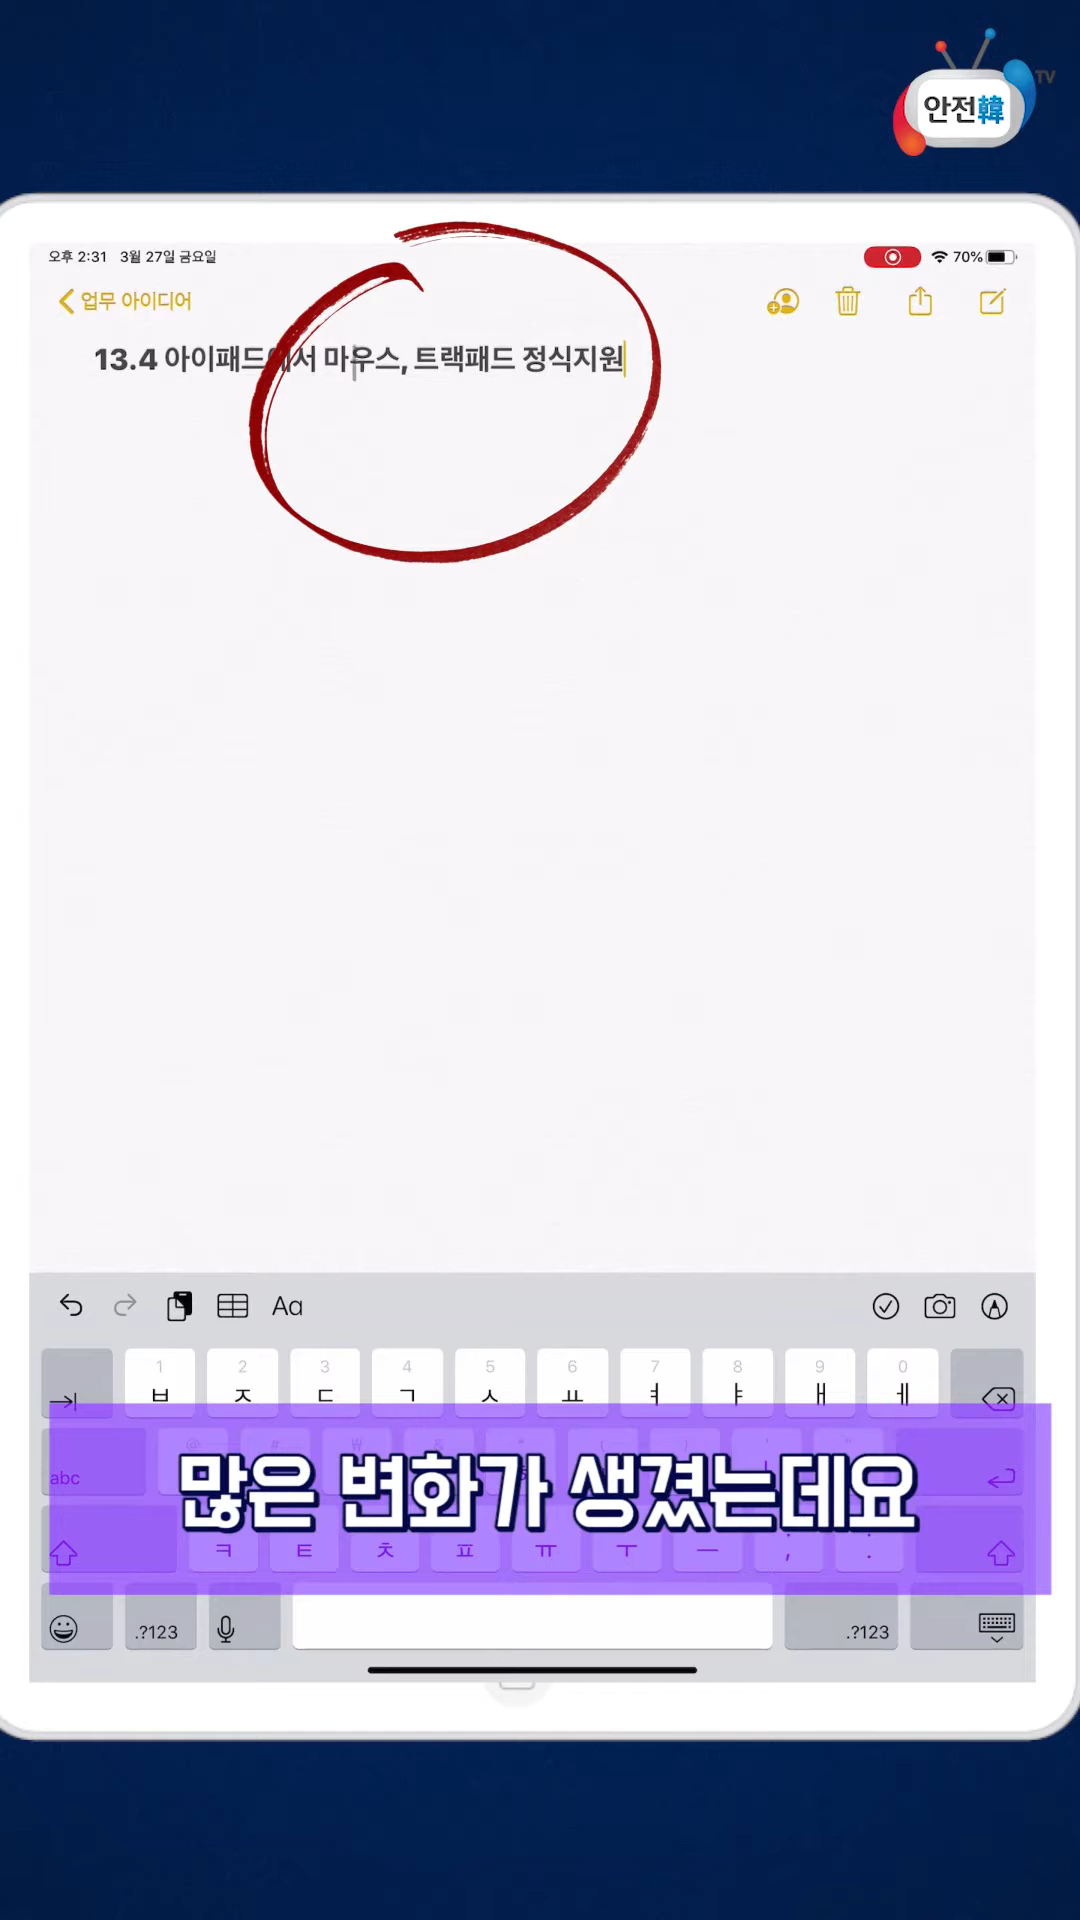 안전韓
TV
오후 2:31 3월 27일 금요일
70%
업무 아이디어
13.4 아이패드에서 마우스, 트랙패드 정식지원
Aa
1 2 3 4 5 6 7 8 9 0
ㅂ ㅈ ㄷ ㄱ ㅅ ㅛ ㅕ ㅑ ㅐ ㅔ
abc
많은 변화가 생겼는데요
ㅋ ㅌ ㅊ ㅍ ㅠ ㅜ ㅡ ; .
.?123 .?123